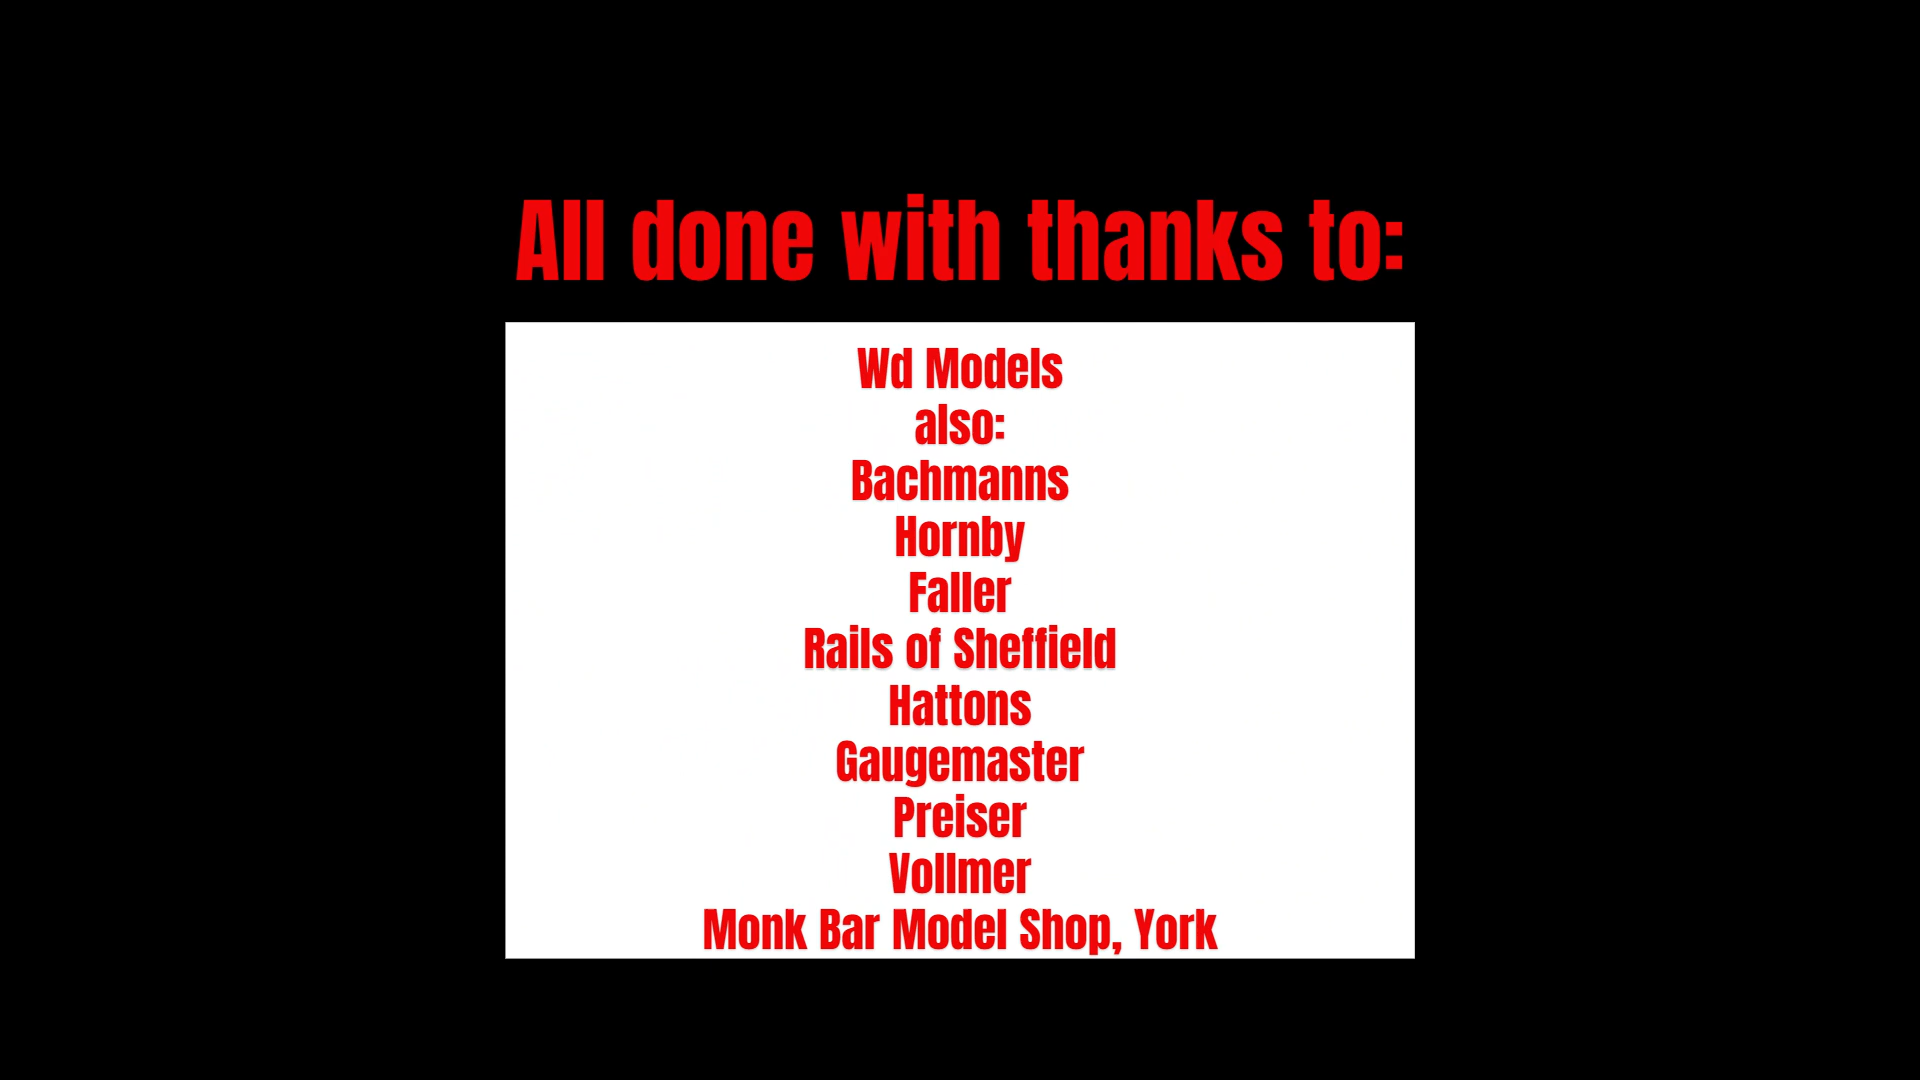 All done with thanks to:
Wd Models
also:
Bachmanns
Hornby
Faller
Rails of Sheffield
Hattons
Gaugemaster
Preiser
Vollmer
Monk Bar Model Shop, York